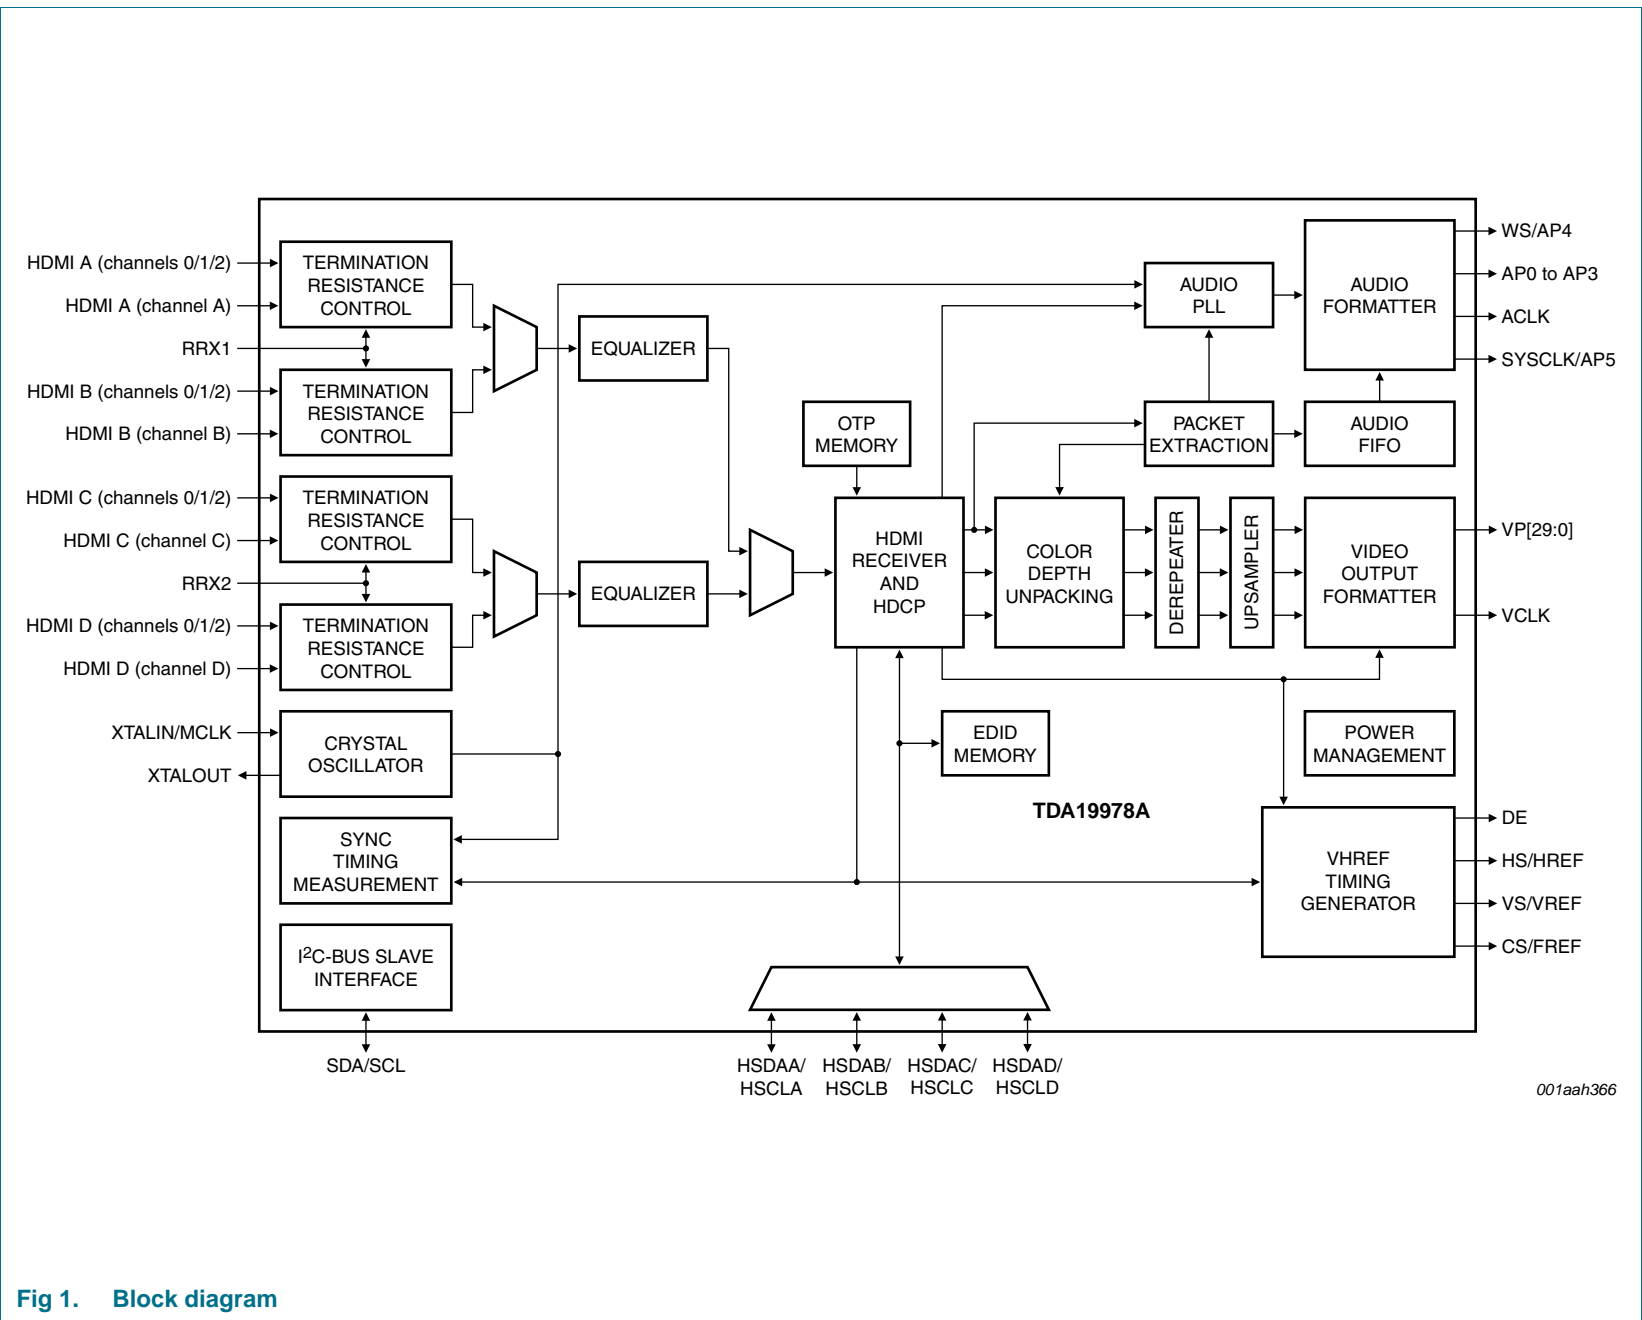 HDMI A (channels 0/1/2)
HDMI A (channel A)
RRX1
HDMI B (channels 0/1/2)
HDMI B (channel B)
HDMI C (channels 0/1/2)
HDMI C (channel C)
RRX2
HDMI D (channels 0/1/2)
HDMI D (channel D)
XTALIN/MCLK
XTALOUT
TERMINATION
RESISTANCE
CONTROL
TERMINATION
RESISTANCE
CONTROL
TERMINATION
RESISTANCE
CONTROL
TERMINATION
RESISTANCE
CONTROL
CRYSTAL
OSCILLATOR
SYNC
TIMING
MEASUREMENT
I2C-BUS SLAVE
INTERFACE
SDA/SCL
EQUALIZER
EQUALIZER
OTP
MEMORY
HDMI
RECEIVER
AND
HDCP
EDID
MEMORY
COLOR
DEPTH
UNPACKING
DEREPEATER
UPSAMPLER
VIDEO
OUTPUT
FORMATTER
AUDIO
PLL
PACKET
EXTRACTION
AUDIO
FORMATTER
AUDIO
FIFO
POWER
MANAGEMENT
TDA19978A
VHREF
TIMING
GENERATOR
WS/AP4
AP0 to AP3
ACLK
SYSCLK/AP5
VP[29:0]
VCLK
DE
HS/HREF
VS/VREF
CS/FREF
HSDAA/
HSCLA
HSDAB/
HSCLB
HSDAC/
HSCLC
HSDAD/
HSCLD
001aah366
Fig 1. Block diagram